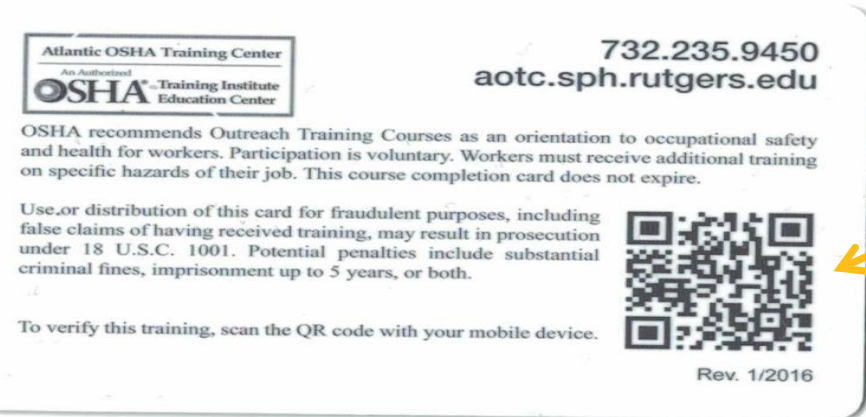 Atlantic OSHA Training Center
An Authorized
OSHA® Training Institute
Education Center
732.235.9450
aotc.sph.rutgers.edu
OSHA recommends Outreach Training Courses as an orientation to occupational safety
and health for workers. Participation is voluntary. Workers must receive additional training
on specific hazards of their job. This course completion card does not expire.
Use or distribution of this card for fraudulent purposes, including
false claims of having received training, may result in prosecution
under 18 U.S.C. 1001. Potential penalties include substantial
criminal fines, imprisonment up to 5 years, or both.
To verify this training, scan the QR code with your mobile device.
Rev. 1/2016